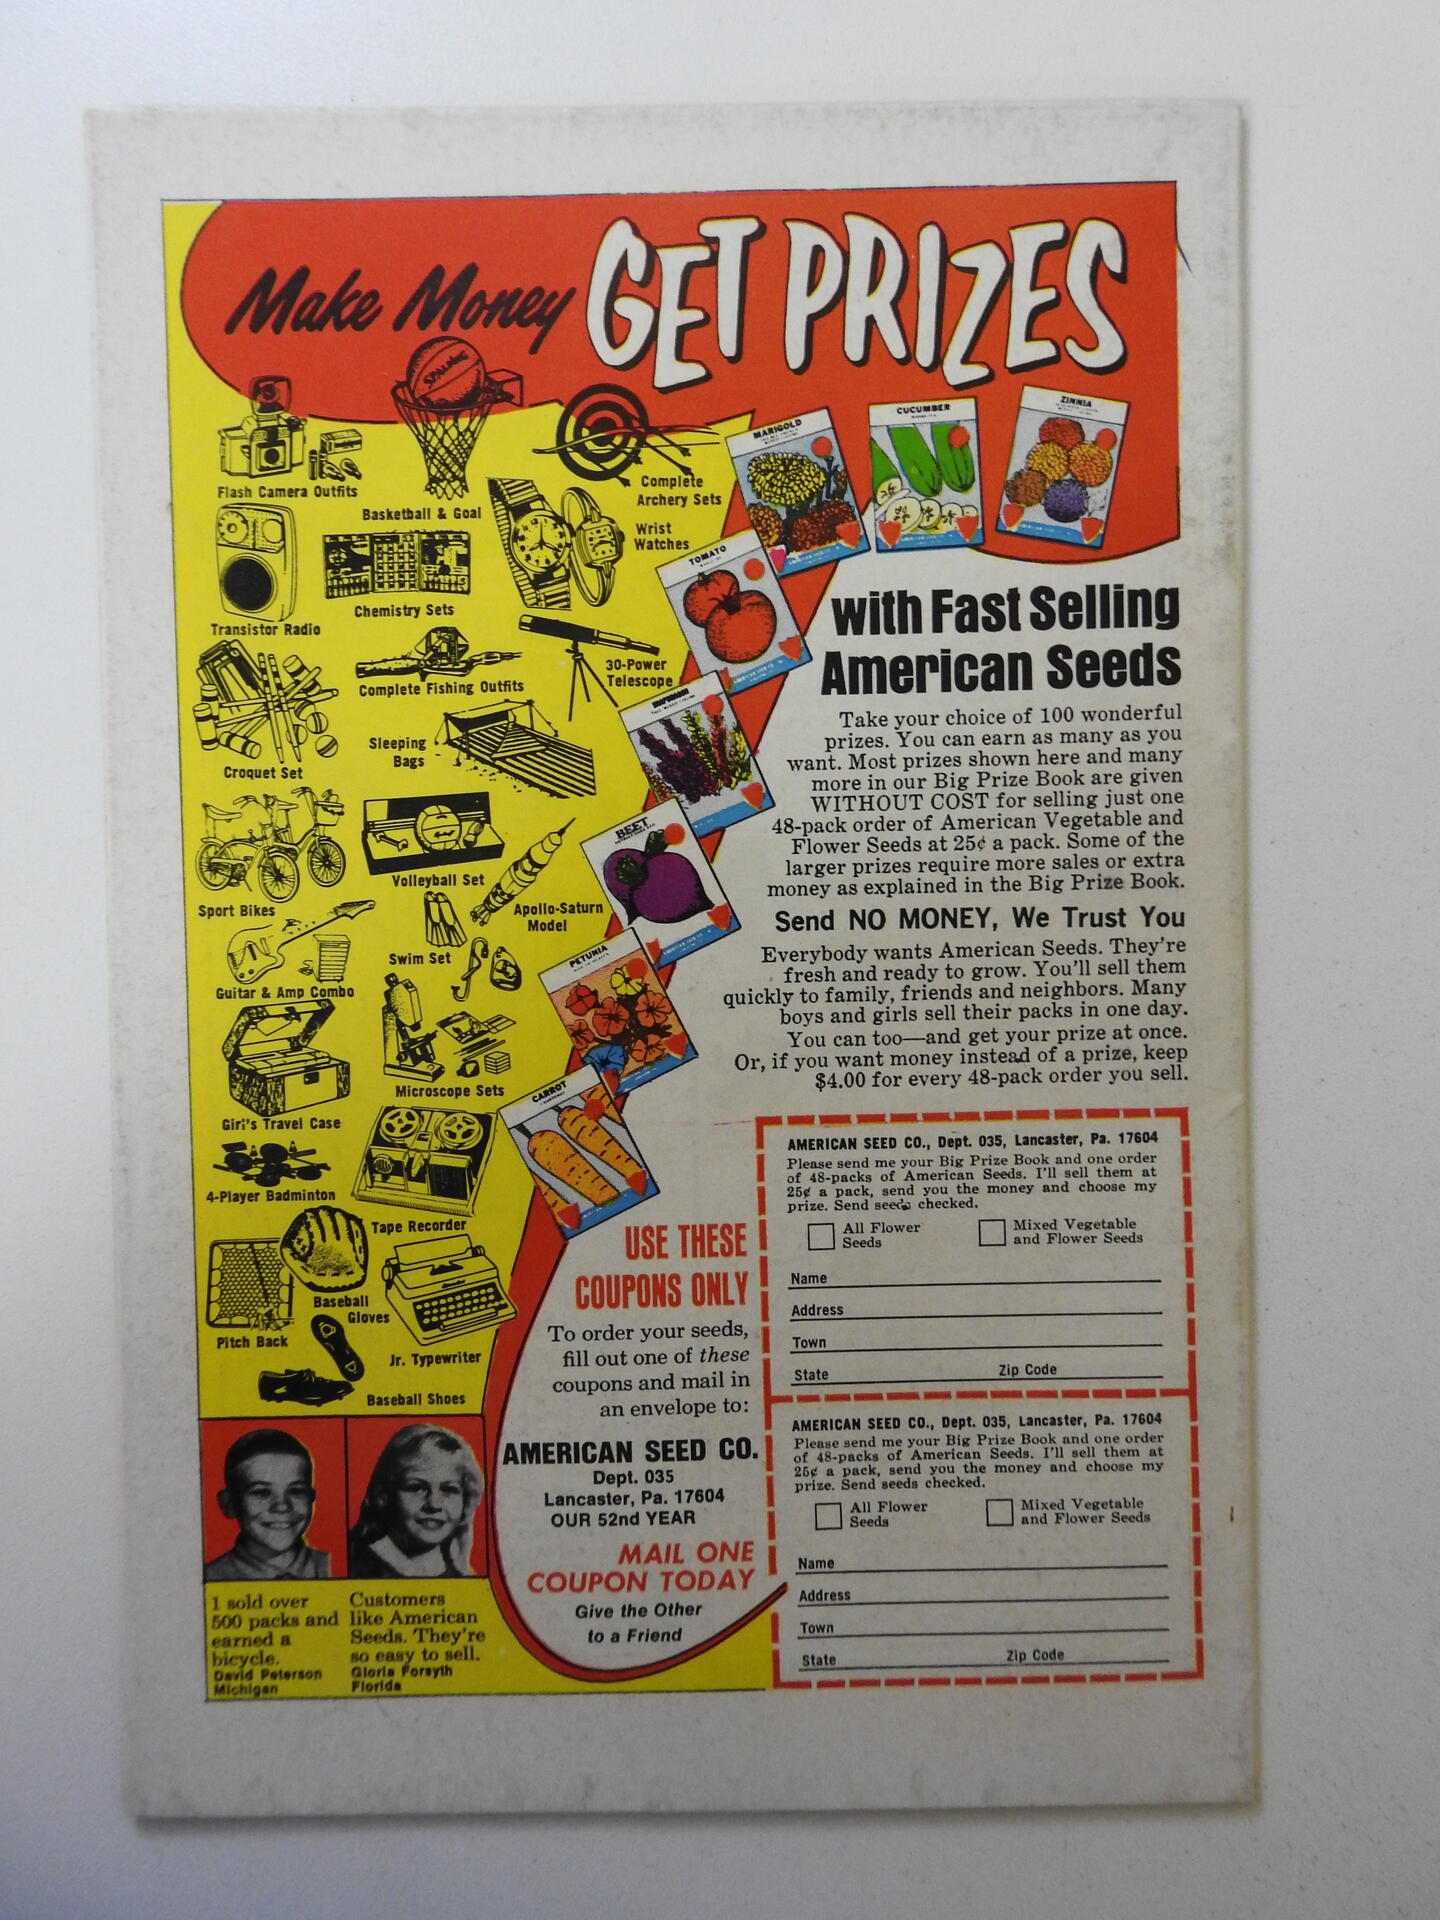 Make Money GET PRIZES
SPALDING
Flash Camera Outfits
Basketball & Goal
Complete
Archery Sets
Wrist
Watches
Transistor Radio
Chemistry Sets
Complete Fishing Outfits
30-Power
Telescope
Croquet Set
Sleeping
Bags
Sport Bikes
Volleyball Set
Apollo-Saturn
Model
Swim Set
Guitar & Amp Combo
Microscope Sets
Girl's Travel Case
4-Player Badminton
Tape Recorder
Pitch Back
Baseball
Gloves
Jr. Typewriter
Baseball Shoes
MARIGOLD
CUCUMBER
ZINNIA
TOMATO
BEET
PETUNIA
CARROT
with Fast Selling
American Seeds
Take your choice of 100 wonderful
prizes. You can earn as many as you
want. Most prizes shown here and many
more in our Big Prize Book are given
WITHOUT COST for selling just one
48-pack order of American Vegetable and
Flower Seeds at 25¢ a pack. Some of the
larger prizes require more sales or extra
money as explained in the Big Prize Book.
Send NO MONEY, We Trust You
Everybody wants American Seeds. They're
fresh and ready to grow. You'll sell them
quickly to family, friends and neighbors. Many
boys and girls sell their packs in one day.
You can too—and get your prize at once.
Or, if you want money instead of a prize, keep
$4.00 for every 48-pack order you sell.
USE THESE
COUPONS ONLY
To order your seeds,
fill out one of these
coupons and mail in
an envelope to:
AMERICAN SEED CO.
Dept. 035
Lancaster, Pa. 17604
OUR 52nd YEAR
MAIL ONE
COUPON TODAY
Give the Other
to a Friend
AMERICAN SEED CO., Dept. 035, Lancaster, Pa. 17604
Please send me your Big Prize Book and one order
of 48-packs of American Seeds. I'll sell them at
25¢ a pack, send you the money and choose my
prize. Send seeds checked.
All Flower
Seeds
Mixed Vegetable
and Flower Seeds
Name
Address
Town
State Zip Code
AMERICAN SEED CO., Dept. 035, Lancaster, Pa. 17604
Please send me your Big Prize Book and one order
of 48-packs of American Seeds. I'll sell them at
25¢ a pack, send you the money and choose my
prize. Send seeds checked.
All Flower
Seeds
Mixed Vegetable
and Flower Seeds
Name
Address
Town
State Zip Code
I sold over
500 packs and
earned a
bicycle.
David Peterson
Michigan
Customers
like American
Seeds. They're
so easy to sell.
Gloria Forsyth
Florida